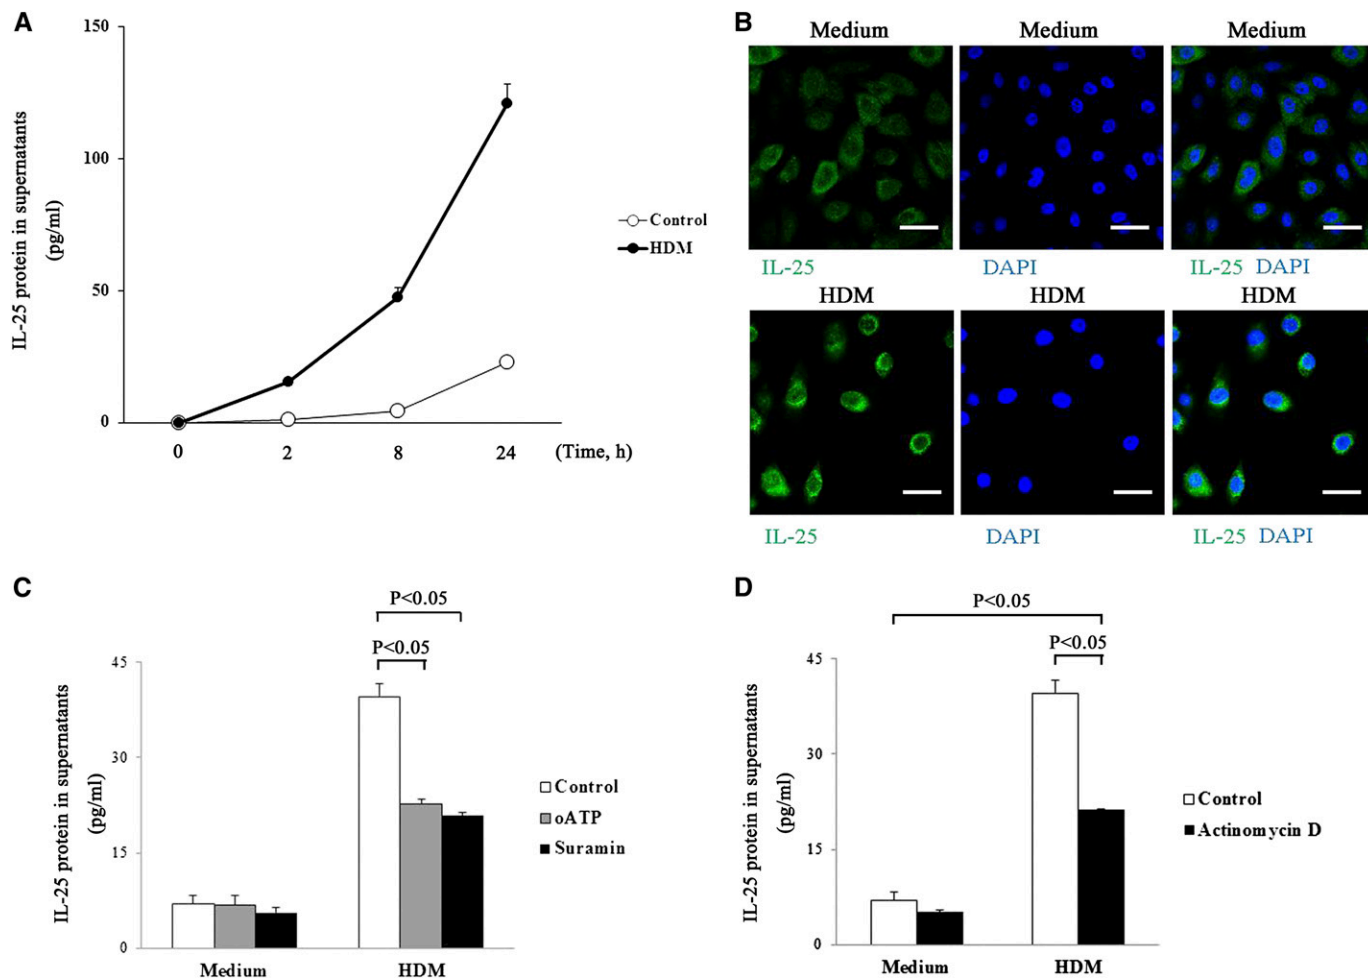 A
150
100
50
0
IL-25 protein in supernatants
(pg/ml)
0 2 8 24 (Time, h)
Control
HDM
B
Medium Medium Medium
IL-25 DAPI IL-25 DAPI
HDM HDM HDM
IL-25 DAPI IL-25 DAPI
C
P<0.05
P<0.05
45
30
15
0
IL-25 protein in supernatants
(pg/ml)
Medium HDM
Control
oATP
Suramin
D
P<0.05
P<0.05
45
30
15
0
IL-25 protein in supernatants
(pg/ml)
Medium HDM
Control
Actinomycin D